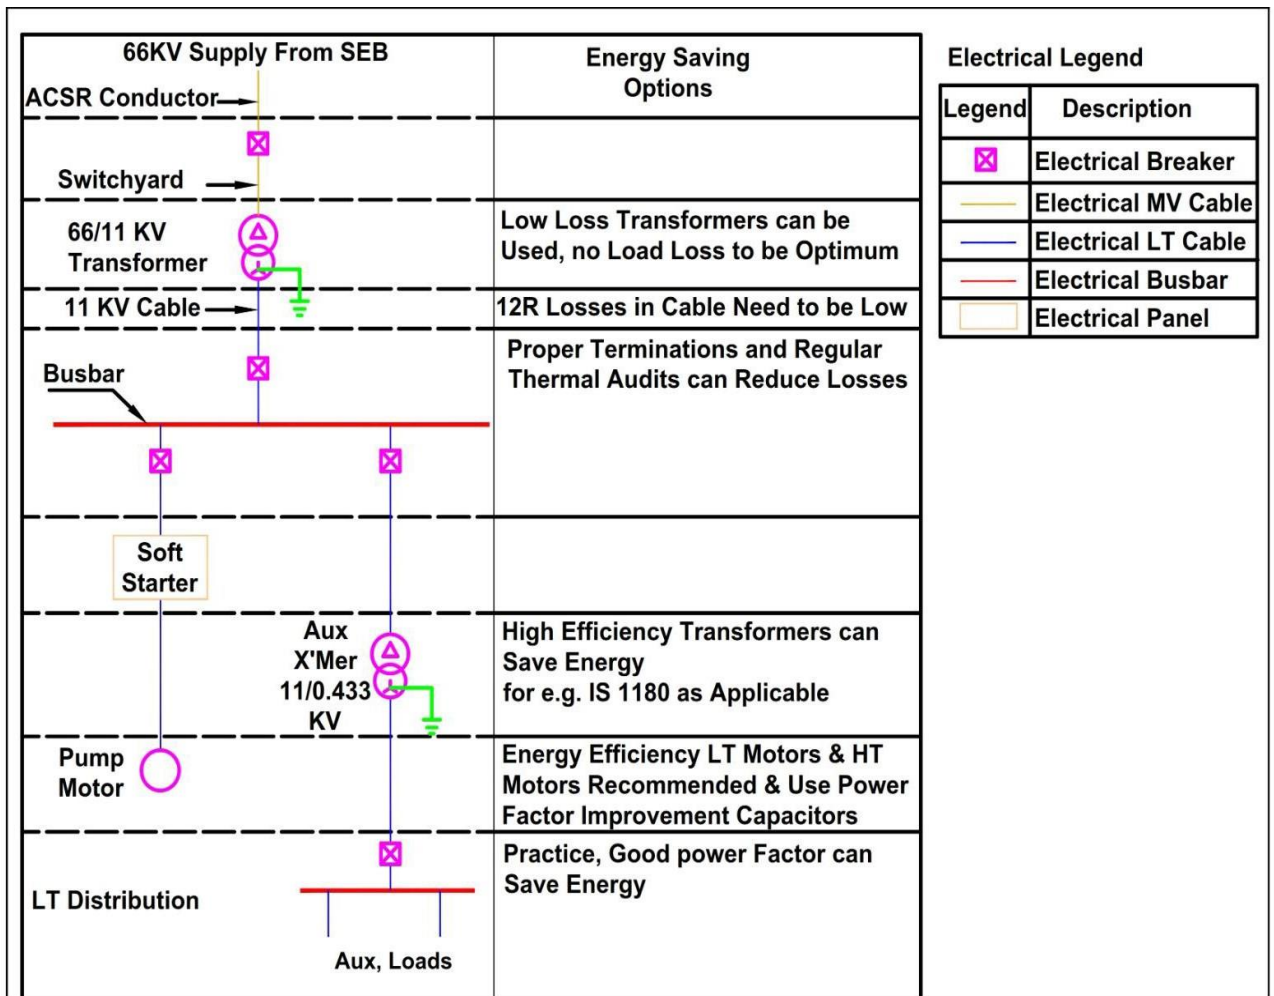 66KV Supply From SEB
Energy Saving
Options
ACSR Conductor
Switchyard
66/11 KV
Transformer
Low Loss Transformers can be
Used, no Load Loss to be Optimum
11 KV Cable
12R Losses in Cable Need to be Low
Busbar
Proper Terminations and Regular
Thermal Audits can Reduce Losses
Soft
Starter
Aux
X'Mer
11/0.433
KV
High Efficiency Transformers can
Save Energy
for e.g. IS 1180 as Applicable
Pump
Motor
Energy Efficiency LT Motors & HT
Motors Recommended & Use Power
Factor Improvement Capacitors
LT Distribution
Practice, Good power Factor can
Save Energy
Aux, Loads
Electrical Legend
Legend Description
Electrical Breaker
Electrical MV Cable
Electrical LT Cable
Electrical Busbar
Electrical Panel